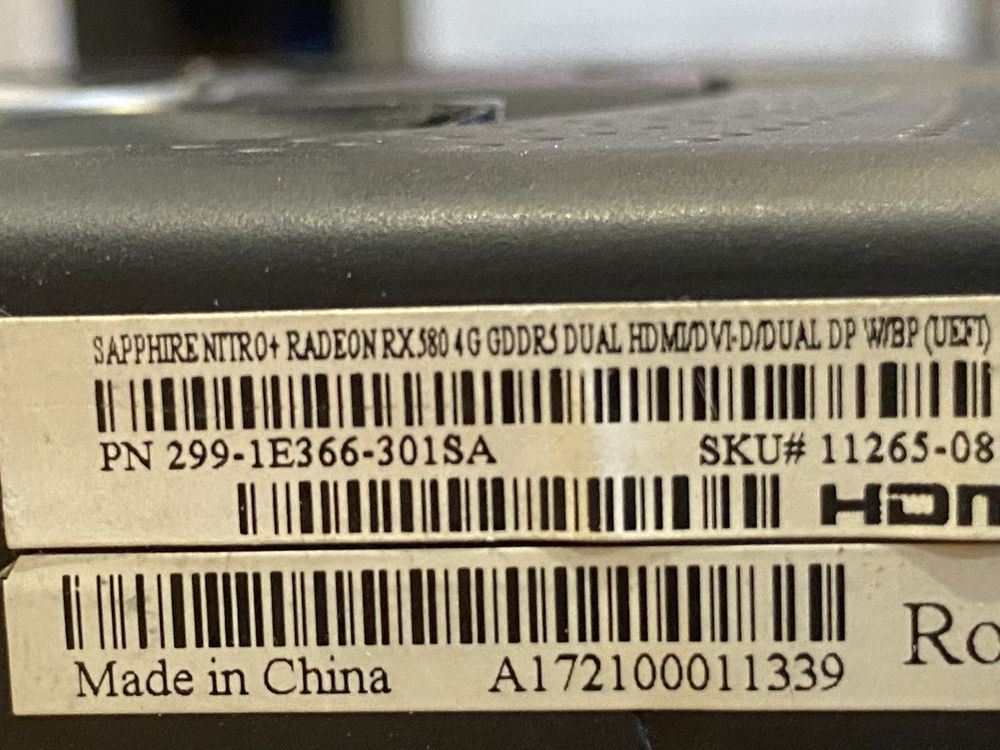 SAPPHIRE NITRO+ RADEON RX 580 4G GDDR5 DUAL HDMI/DVI-D/DUAL DP W/BP (UEFI)
PN 299-1E366-301SA SKU# 11265-08
HDM
Made in China A172100011339 Ro